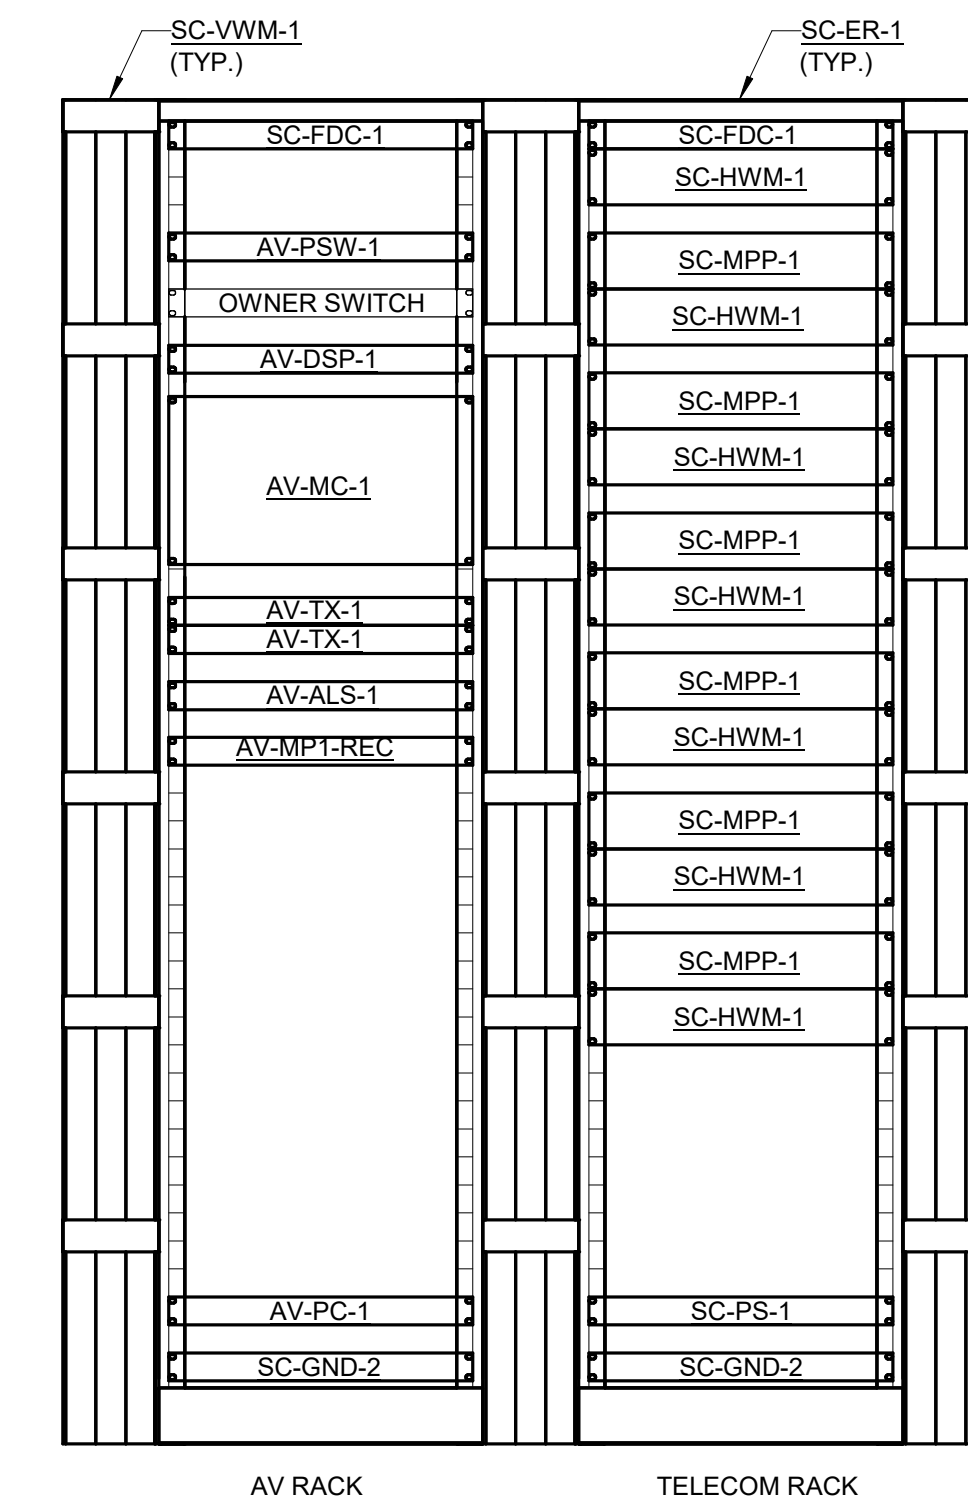 SC-VWM-1
(TYP.)
SC-ER-1
(TYP.)
SC-FDC-1
AV-PSW-1
OWNER SWITCH
AV-DSP-1
AV-MC-1
AV-TX-1
AV-TX-1
AV-ALS-1
AV-MP1-REC
AV-PC-1
SC-GND-2
AV RACK
SC-FDC-1
SC-HWM-1
SC-MPP-1
SC-HWM-1
SC-MPP-1
SC-HWM-1
SC-MPP-1
SC-HWM-1
SC-MPP-1
SC-HWM-1
SC-MPP-1
SC-HWM-1
SC-MPP-1
SC-HWM-1
SC-PS-1
SC-GND-2
TELECOM RACK